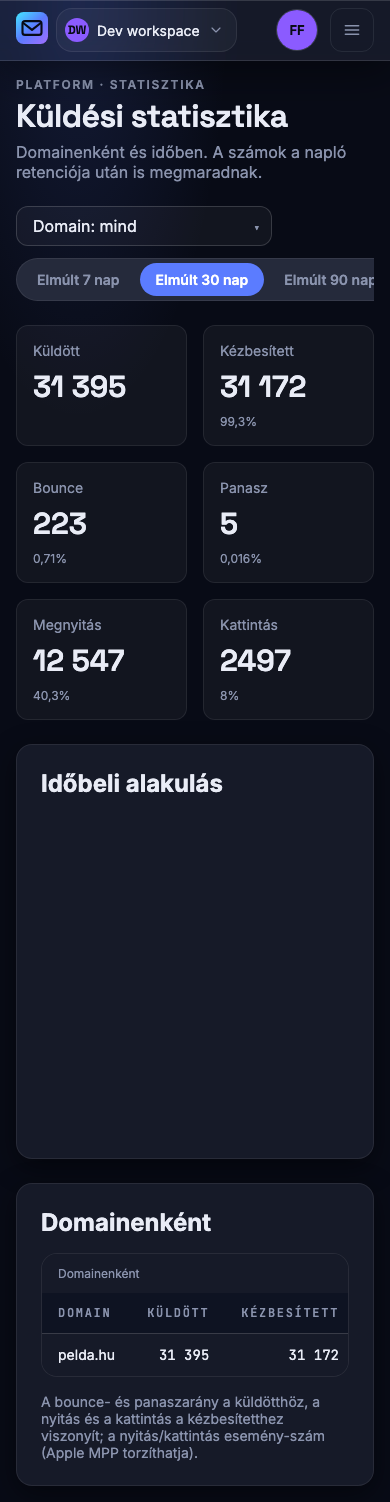 DW Dev workspace FF
PLATFORM · STATISZTIKA
Küldési statisztika
Domainenként és időben. A számok a napló
retenciója után is megmaradnak.
Domain: mind
Elmúlt 7 nap Elmúlt 30 nap Elmúlt 90 nap
Küldött
31 395
Kézbesített
31 172
99,3%
Bounce
223
0,71%
Panasz
5
0,016%
Megnyitás
12 547
40,3%
Kattintás
2497
8%
Időbeli alakulás
Domainenként
Domainenként
DOMAIN KÜLDÖTT KÉZBESÍTETT
pelda.hu 31 395 31 172
A bounce- és panaszarány a küldötthöz, a
nyitás és a kattintás a kézbesítetthez
viszonyít; a nyitás/kattintás esemény-szám
(Apple MPP torzíthatja).